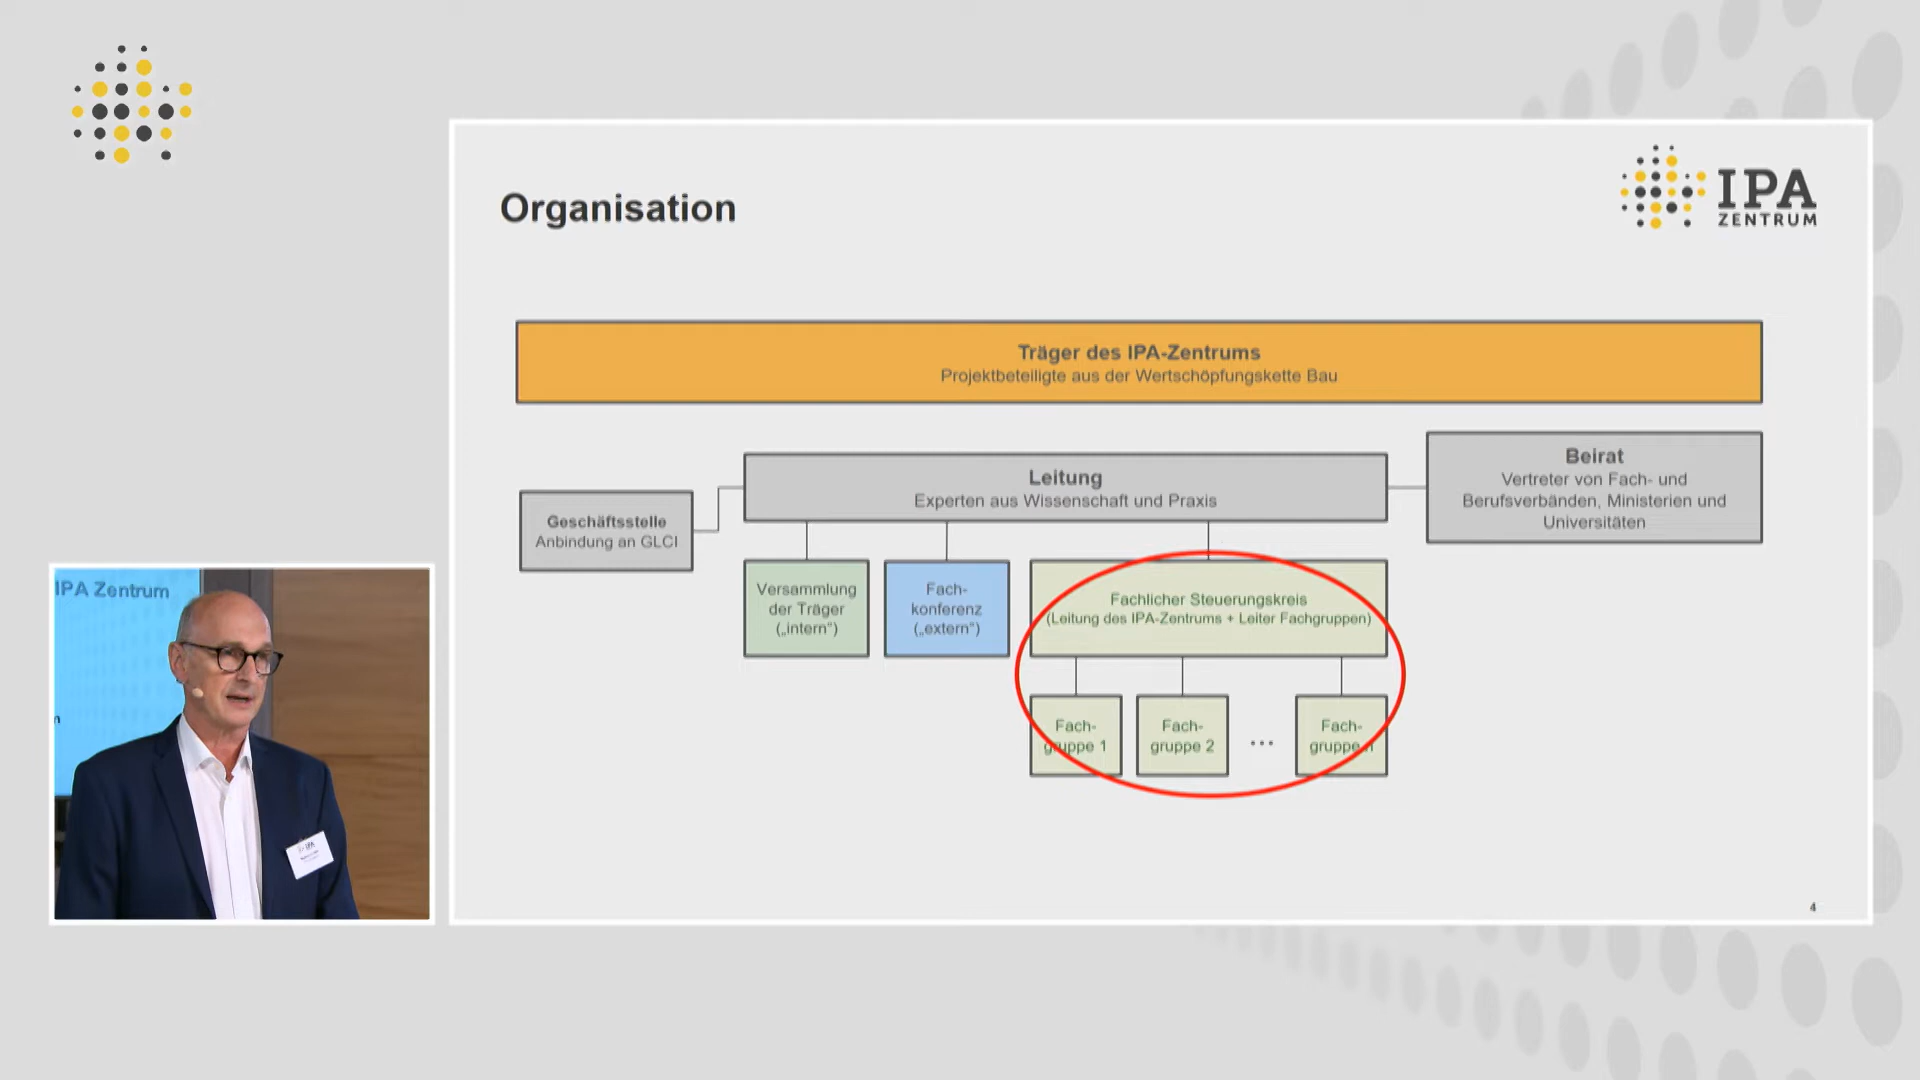 IPA
ZENTRUM
Organisation
Träger des IPA-Zentrums
Projektbeteiligte aus der Wertschöpfungskette Bau
Leitung
Experten aus Wissenschaft und Praxis
Beirat
Vertreter von Fach- und
Berufsverbänden, Ministerien und
Universitäten
Geschäftsstelle
Anbindung an GLCI
Versammlung
der Träger
(„intern“)
Fach-
konferenz
(„extern“)
Fachlicher Steuerungskreis
(Leitung des IPA-Zentrums + Leiter Fachgruppen)
Fach-
gruppe 1
Fach-
gruppe 2
...
Fach-
gruppe n
IPA Zentrum
IPA
4